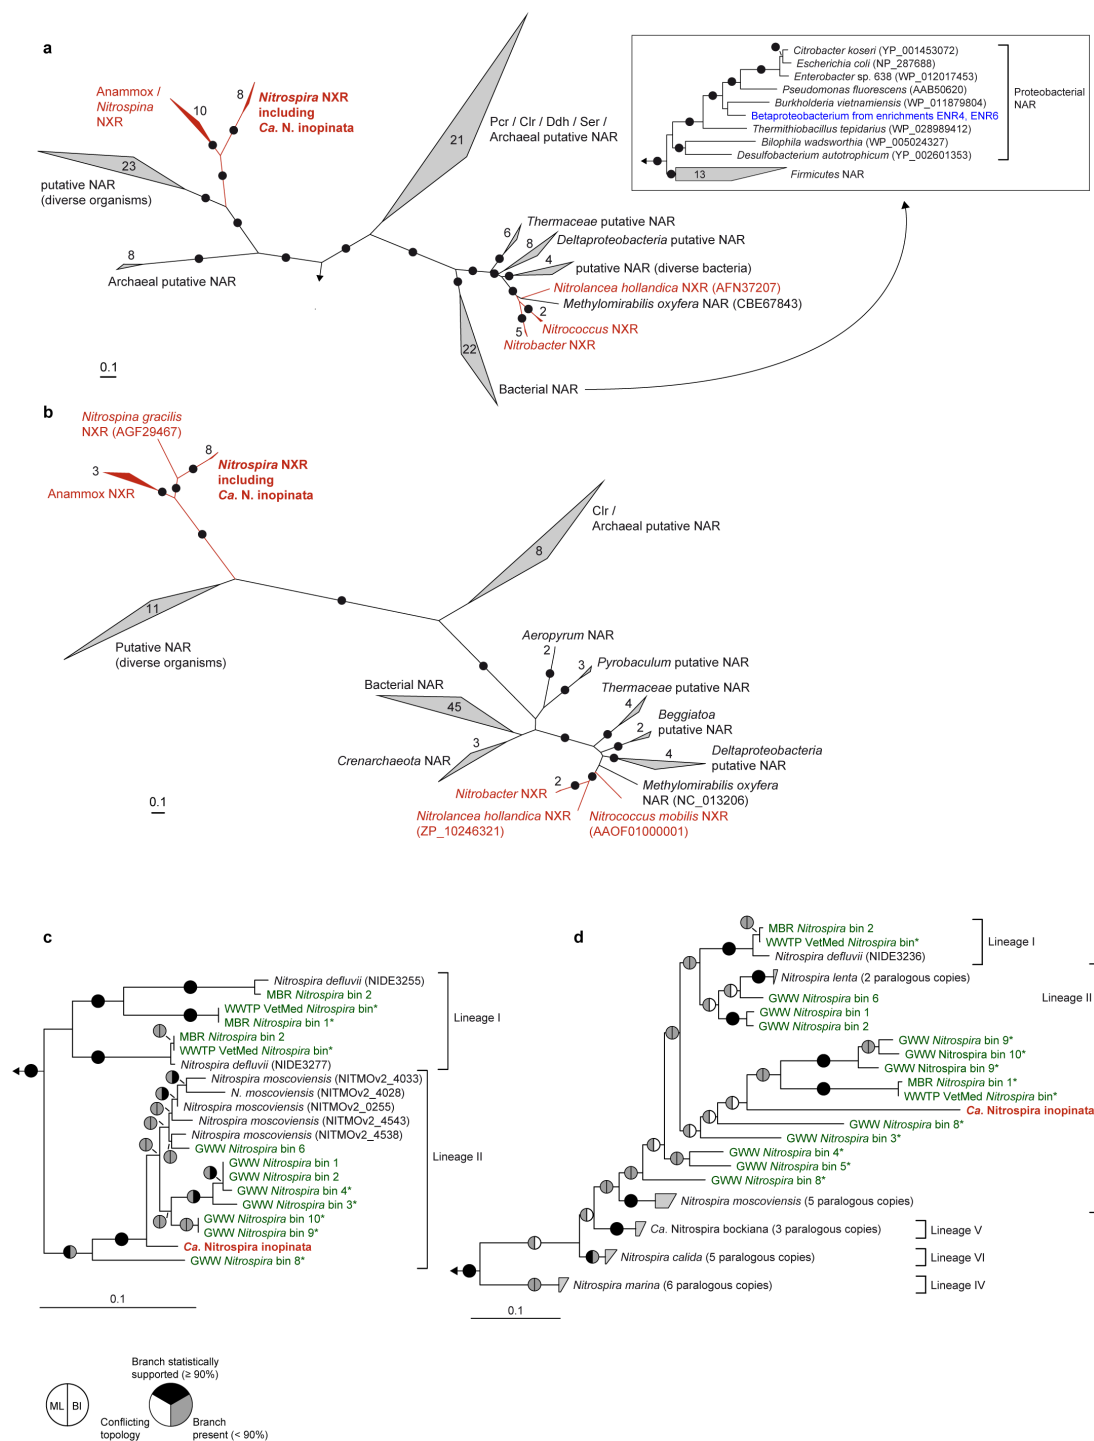 a
Anammox /
Nitrospina
NXR
10
8
Nitrospira NXR
including
Ca. N. inopinata
23
putative NAR
(diverse organisms)
8
Archaeal putative NAR
21
Pcr / Clr / Ddh / Ser /
Archaeal putative NAR
6
Thermaceae putative NAR
8
Deltaproteobacteria putative NAR
4
putative NAR (diverse bacteria)
Nitrolancea hollandica NXR (AFN37207)
Methylomirabilis oxyfera NAR (CBE67843)
2
Nitrococcus NXR
5
Nitrobacter NXR
22
Bacterial NAR
0.1
Citrobacter koseri (YP_001453072)
Escherichia coli (NP_287688)
Enterobacter sp. 638 (WP_012017453)
Pseudomonas fluorescens (AAB50620)
Burkholderia vietnamiensis (WP_011879804)
Betaproteobacterium from enrichments ENR4, ENR6
Thermithiobacillus tepidarius (WP_028989412)
Bilophila wadsworthia (WP_005024327)
Desulfobacterium autotrophicum (YP_002601353)
13
Firmicutes NAR
Proteobacterial
NAR
b
Nitrospina gracilis
NXR (AGF29467)
8
Nitrospira NXR
including
Ca. N. inopinata
3
Anammox NXR
11
Putative NAR
(diverse organisms)
Clr /
Archaeal putative NAR
8
Aeropyrum NAR
2
3
Pyrobaculum putative NAR
Thermaceae putative NAR
4
Beggiatoa
putative NAR
2
4
Deltaproteobacteria
putative NAR
Bacterial NAR
45
3
Crenarchaeota NAR
2
Nitrobacter NXR
Methylomirabilis oxyfera
NAR (NC_013206)
Nitrolancea hollandica NXR
(ZP_10246321)
Nitrococcus mobilis NXR
(AAOF01000001)
0.1
c
Nitrospira defluvii (NIDE3255)
MBR Nitrospira bin 2
WWTP VetMed Nitrospira bin*
MBR Nitrospira bin 1*
MBR Nitrospira bin 2
WWTP VetMed Nitrospira bin*
Nitrospira defluvii (NIDE3277)
Lineage I
Nitrospira moscoviensis (NITMOv2_4033)
N. moscoviensis (NITMOv2_4028)
Nitrospira moscoviensis (NITMOv2_0255)
Nitrospira moscoviensis (NITMOv2_4543)
Nitrospira moscoviensis (NITMOv2_4538)
GWW Nitrospira bin 6
GWW Nitrospira bin 1
GWW Nitrospira bin 2
GWW Nitrospira bin 4*
GWW Nitrospira bin 3*
GWW Nitrospira bin 10*
GWW Nitrospira bin 9*
Ca. Nitrospira inopinata
GWW Nitrospira bin 8*
Lineage II
0.1
d
MBR Nitrospira bin 2
WWTP VetMed Nitrospira bin*
Nitrospira defluvii (NIDE3236)
Lineage I
Nitrospira lenta (2 paralogous copies)
GWW Nitrospira bin 6
GWW Nitrospira bin 1
GWW Nitrospira bin 2
Lineage II
GWW Nitrospira bin 9*
GWW Nitrospira bin 10*
GWW Nitrospira bin 9*
MBR Nitrospira bin 1*
WWTP VetMed Nitrospira bin*
Ca. Nitrospira inopinata
GWW Nitrospira bin 8*
GWW Nitrospira bin 3*
GWW Nitrospira bin 4*
GWW Nitrospira bin 5*
GWW Nitrospira bin 8*
Nitrospira moscoviensis (5 paralogous copies)
Ca. Nitrospira bockiana (3 paralogous copies)
Lineage V
Nitrospira calida (5 paralogous copies)
Lineage VI
Nitrospira marina (6 paralogous copies)
Lineage IV
0.1
Branch statistically
supported (≥ 90%)
ML
BI
Conflicting
topology
Branch
present (< 90%)